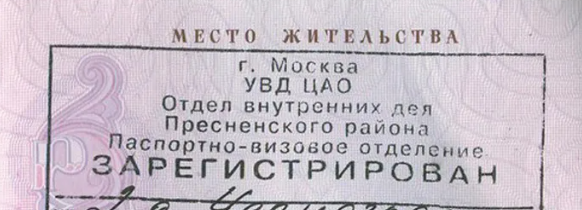 МЕСТО ЖИТЕЛЬСТВА
г. Москва
УВД ЦАО
Отдел внутренних дел
Пресненского района
Паспортно-визовое отделение
ЗАРЕГИСТРИРОВАН